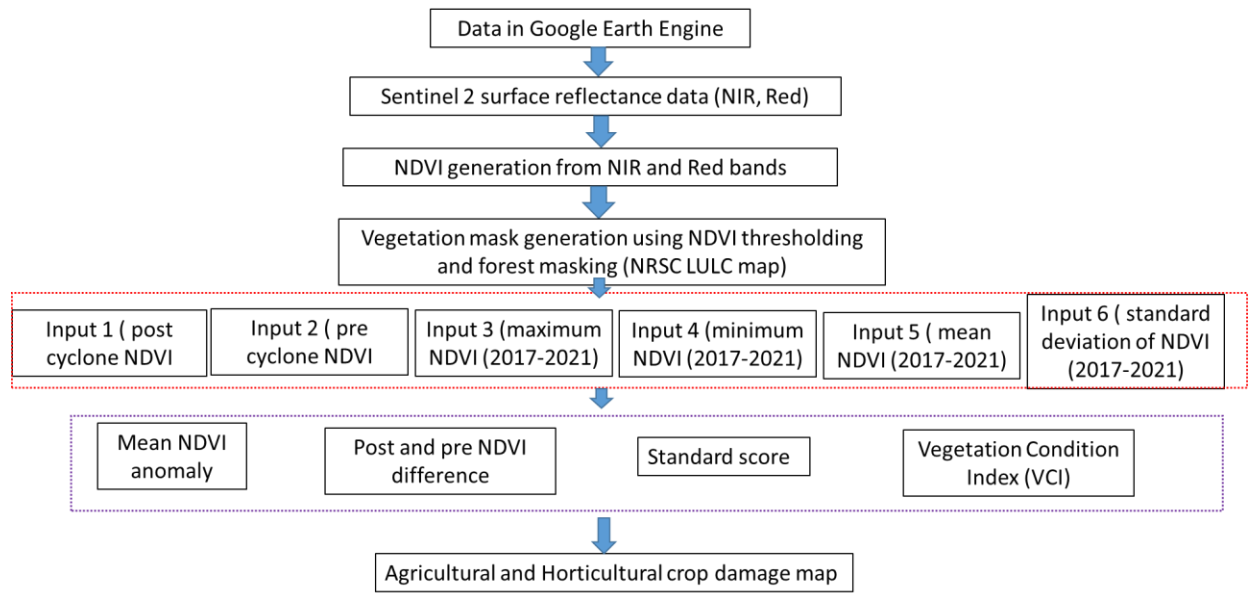 Data in Google Earth Engine
Sentinel 2 surface reflectance data (NIR, Red)
NDVI generation from NIR and Red bands
Vegetation mask generation using NDVI thresholding
and forest masking (NRSC LULC map)
Input 1 ( post
cyclone NDVI
Input 2 ( pre
cyclone NDVI
Input 3 (maximum
NDVI (2017-2021)
Input 4 (minimum
NDVI (2017-2021)
Input 5 ( mean
NDVI (2017-2021)
Input 6 ( standard
deviation of NDVI
(2017-2021)
Mean NDVI
anomaly
Post and pre NDVI
difference
Standard score
Vegetation Condition
Index (VCI)
Agricultural and Horticultural crop damage map